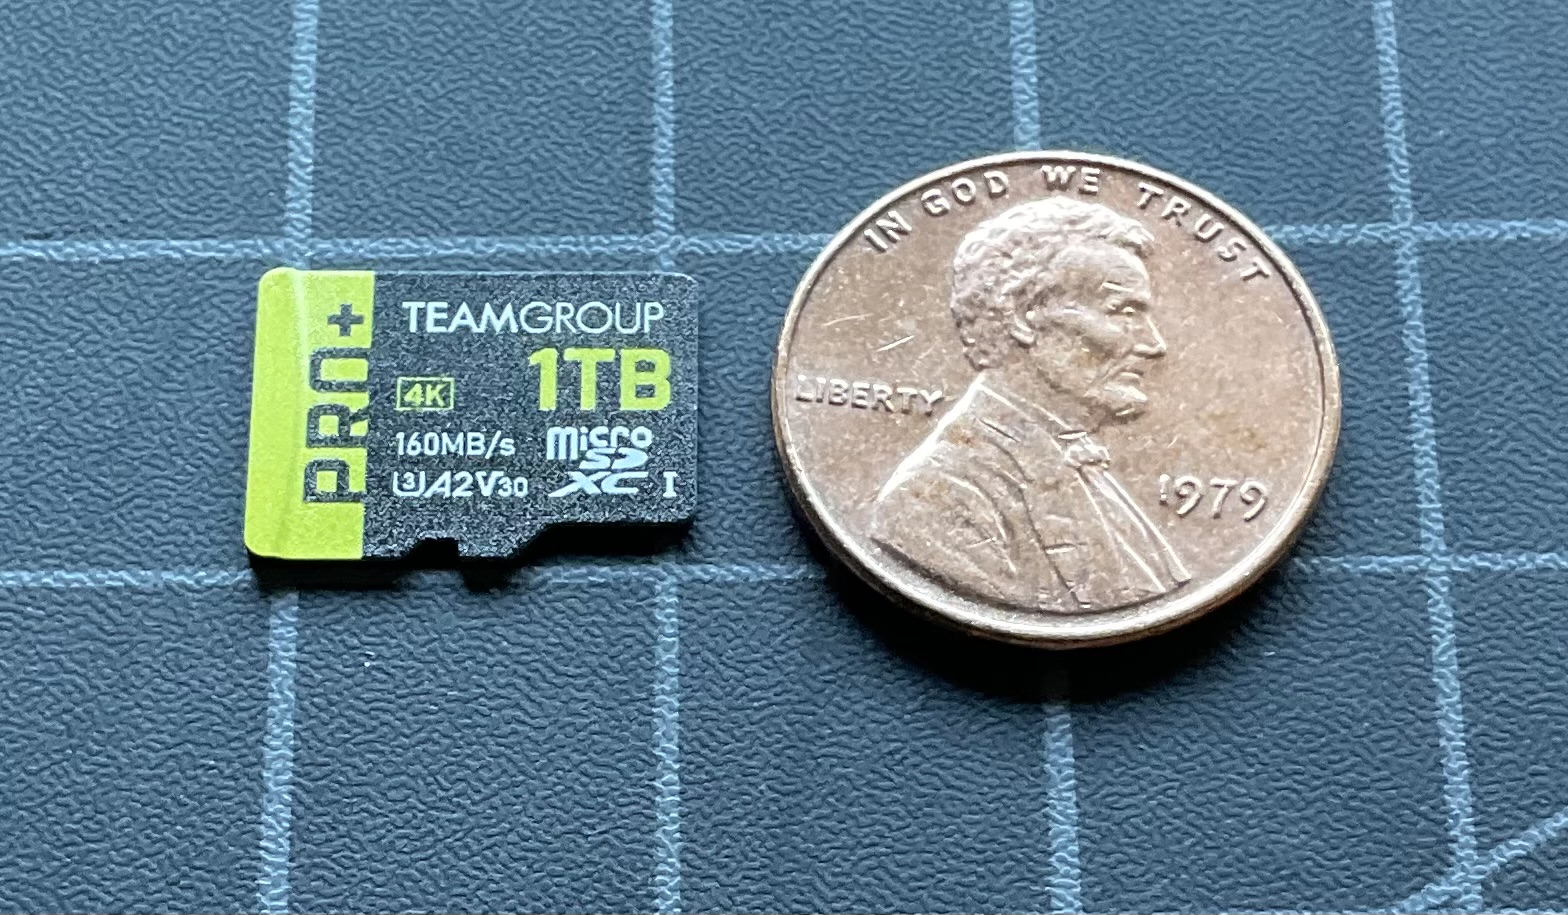 PRO+
TEAMGROUP
1TB
4K
160MB/s
micro
SD
XC I
U3 A2 V30
IN GOD WE TRUST
LIBERTY
1979